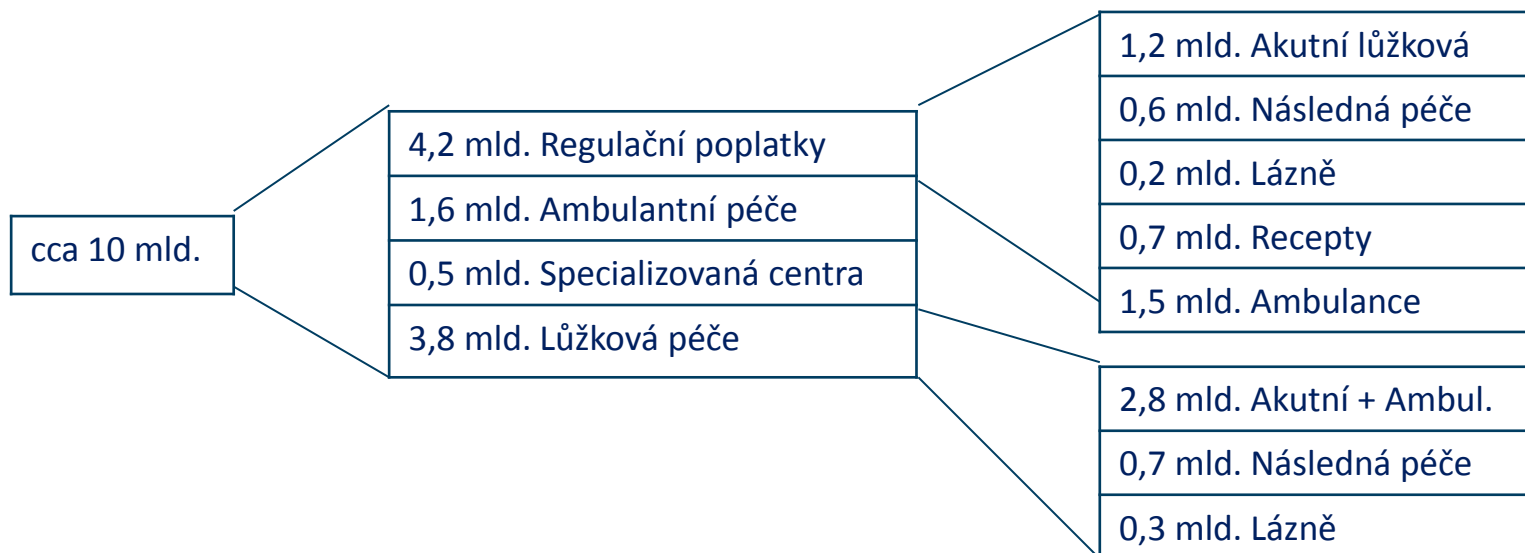 cca 10 mld.
4,2 mld. Regulační poplatky
1,6 mld. Ambulantní péče
0,5 mld. Specializovaná centra
3,8 mld. Lůžková péče
1,2 mld. Akutní lůžková
0,6 mld. Následná péče
0,2 mld. Lázně
0,7 mld. Recepty
1,5 mld. Ambulance
2,8 mld. Akutní + Ambul.
0,7 mld. Následná péče
0,3 mld. Lázně